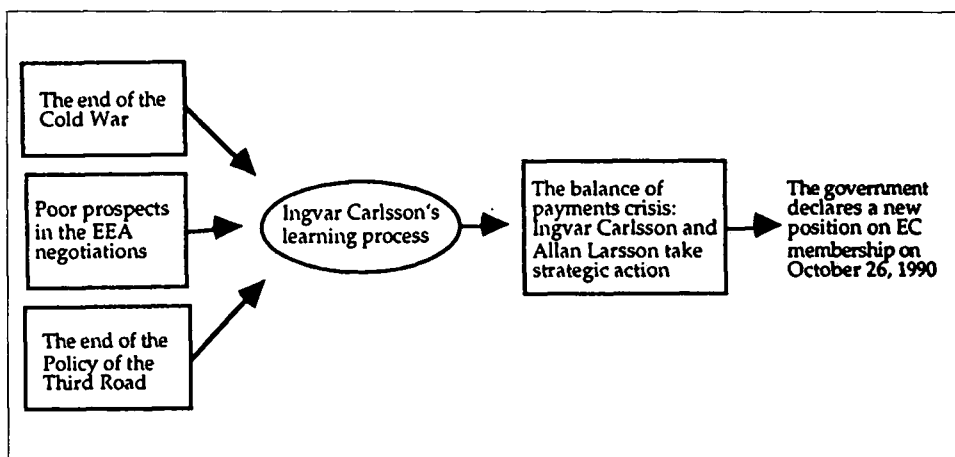 The end of the
Cold War
Poor prospects
in the EEA
negotiations
The end of the
Policy of the
Third Road
Ingvar Carlsson's
learning process
The balance of
payments crisis:
Ingvar Carlsson and
Allan Larsson take
strategic action
The government
declares a new
position on EC
membership on
October 26, 1990